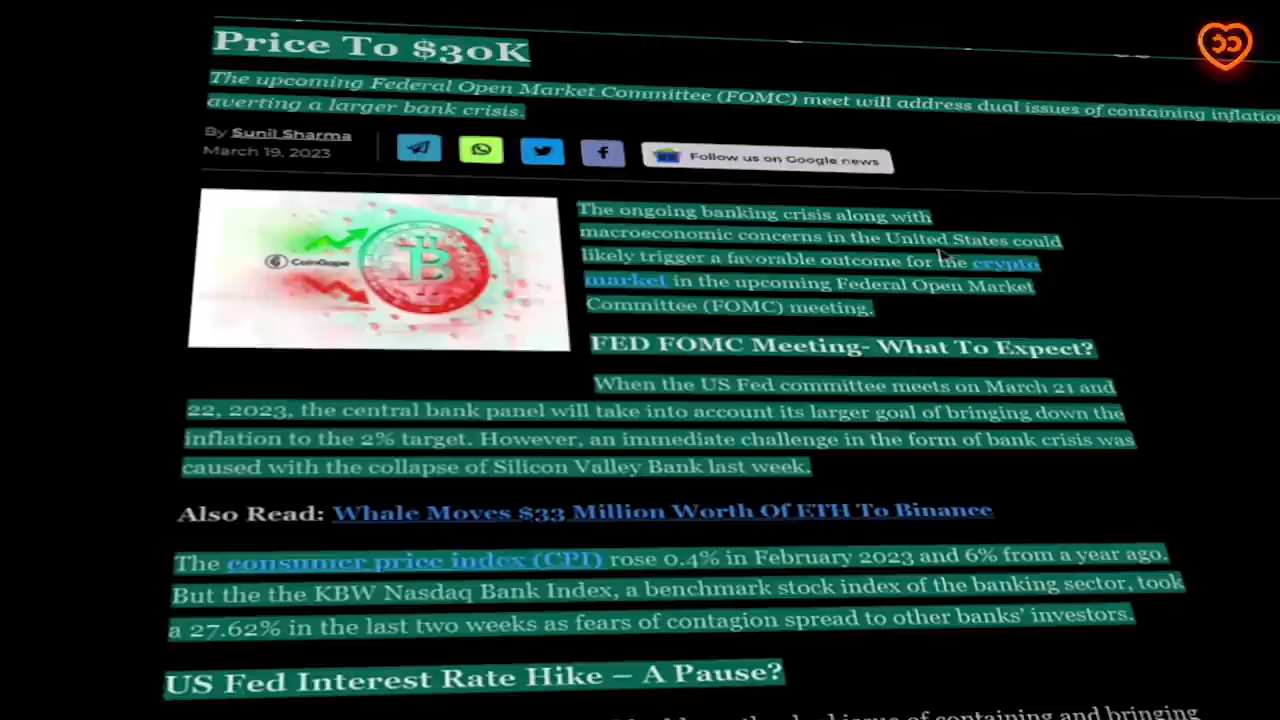 Price To $30K
The upcoming Federal Open Market Committee (FOMC) meet will address dual issues of containing inflation
averting a larger bank crisis.
By Sunil Sharma
March 19, 2023
Follow us on Google news
CoinGape
The ongoing banking crisis along with
macroeconomic concerns in the United States could
likely trigger a favorable outcome for the crypto
market in the upcoming Federal Open Market
Committee (FOMC) meeting.
FED FOMC Meeting- What To Expect?
When the US Fed committee meets on March 21 and
22, 2023, the central bank panel will take into account its larger goal of bringing down the
inflation to the 2% target. However, an immediate challenge in the form of bank crisis was
caused with the collapse of Silicon Valley Bank last week.
Also Read: Whale Moves $33 Million Worth Of ETH To Binance
The consumer price index (CPI) rose 0.4% in February 2023 and 6% from a year ago.
But the the KBW Nasdaq Bank Index, a benchmark stock index of the banking sector, took
a 27.62% in the last two weeks as fears of contagion spread to other banks' investors.
US Fed Interest Rate Hike – A Pause?
dual issue of containing and bringing